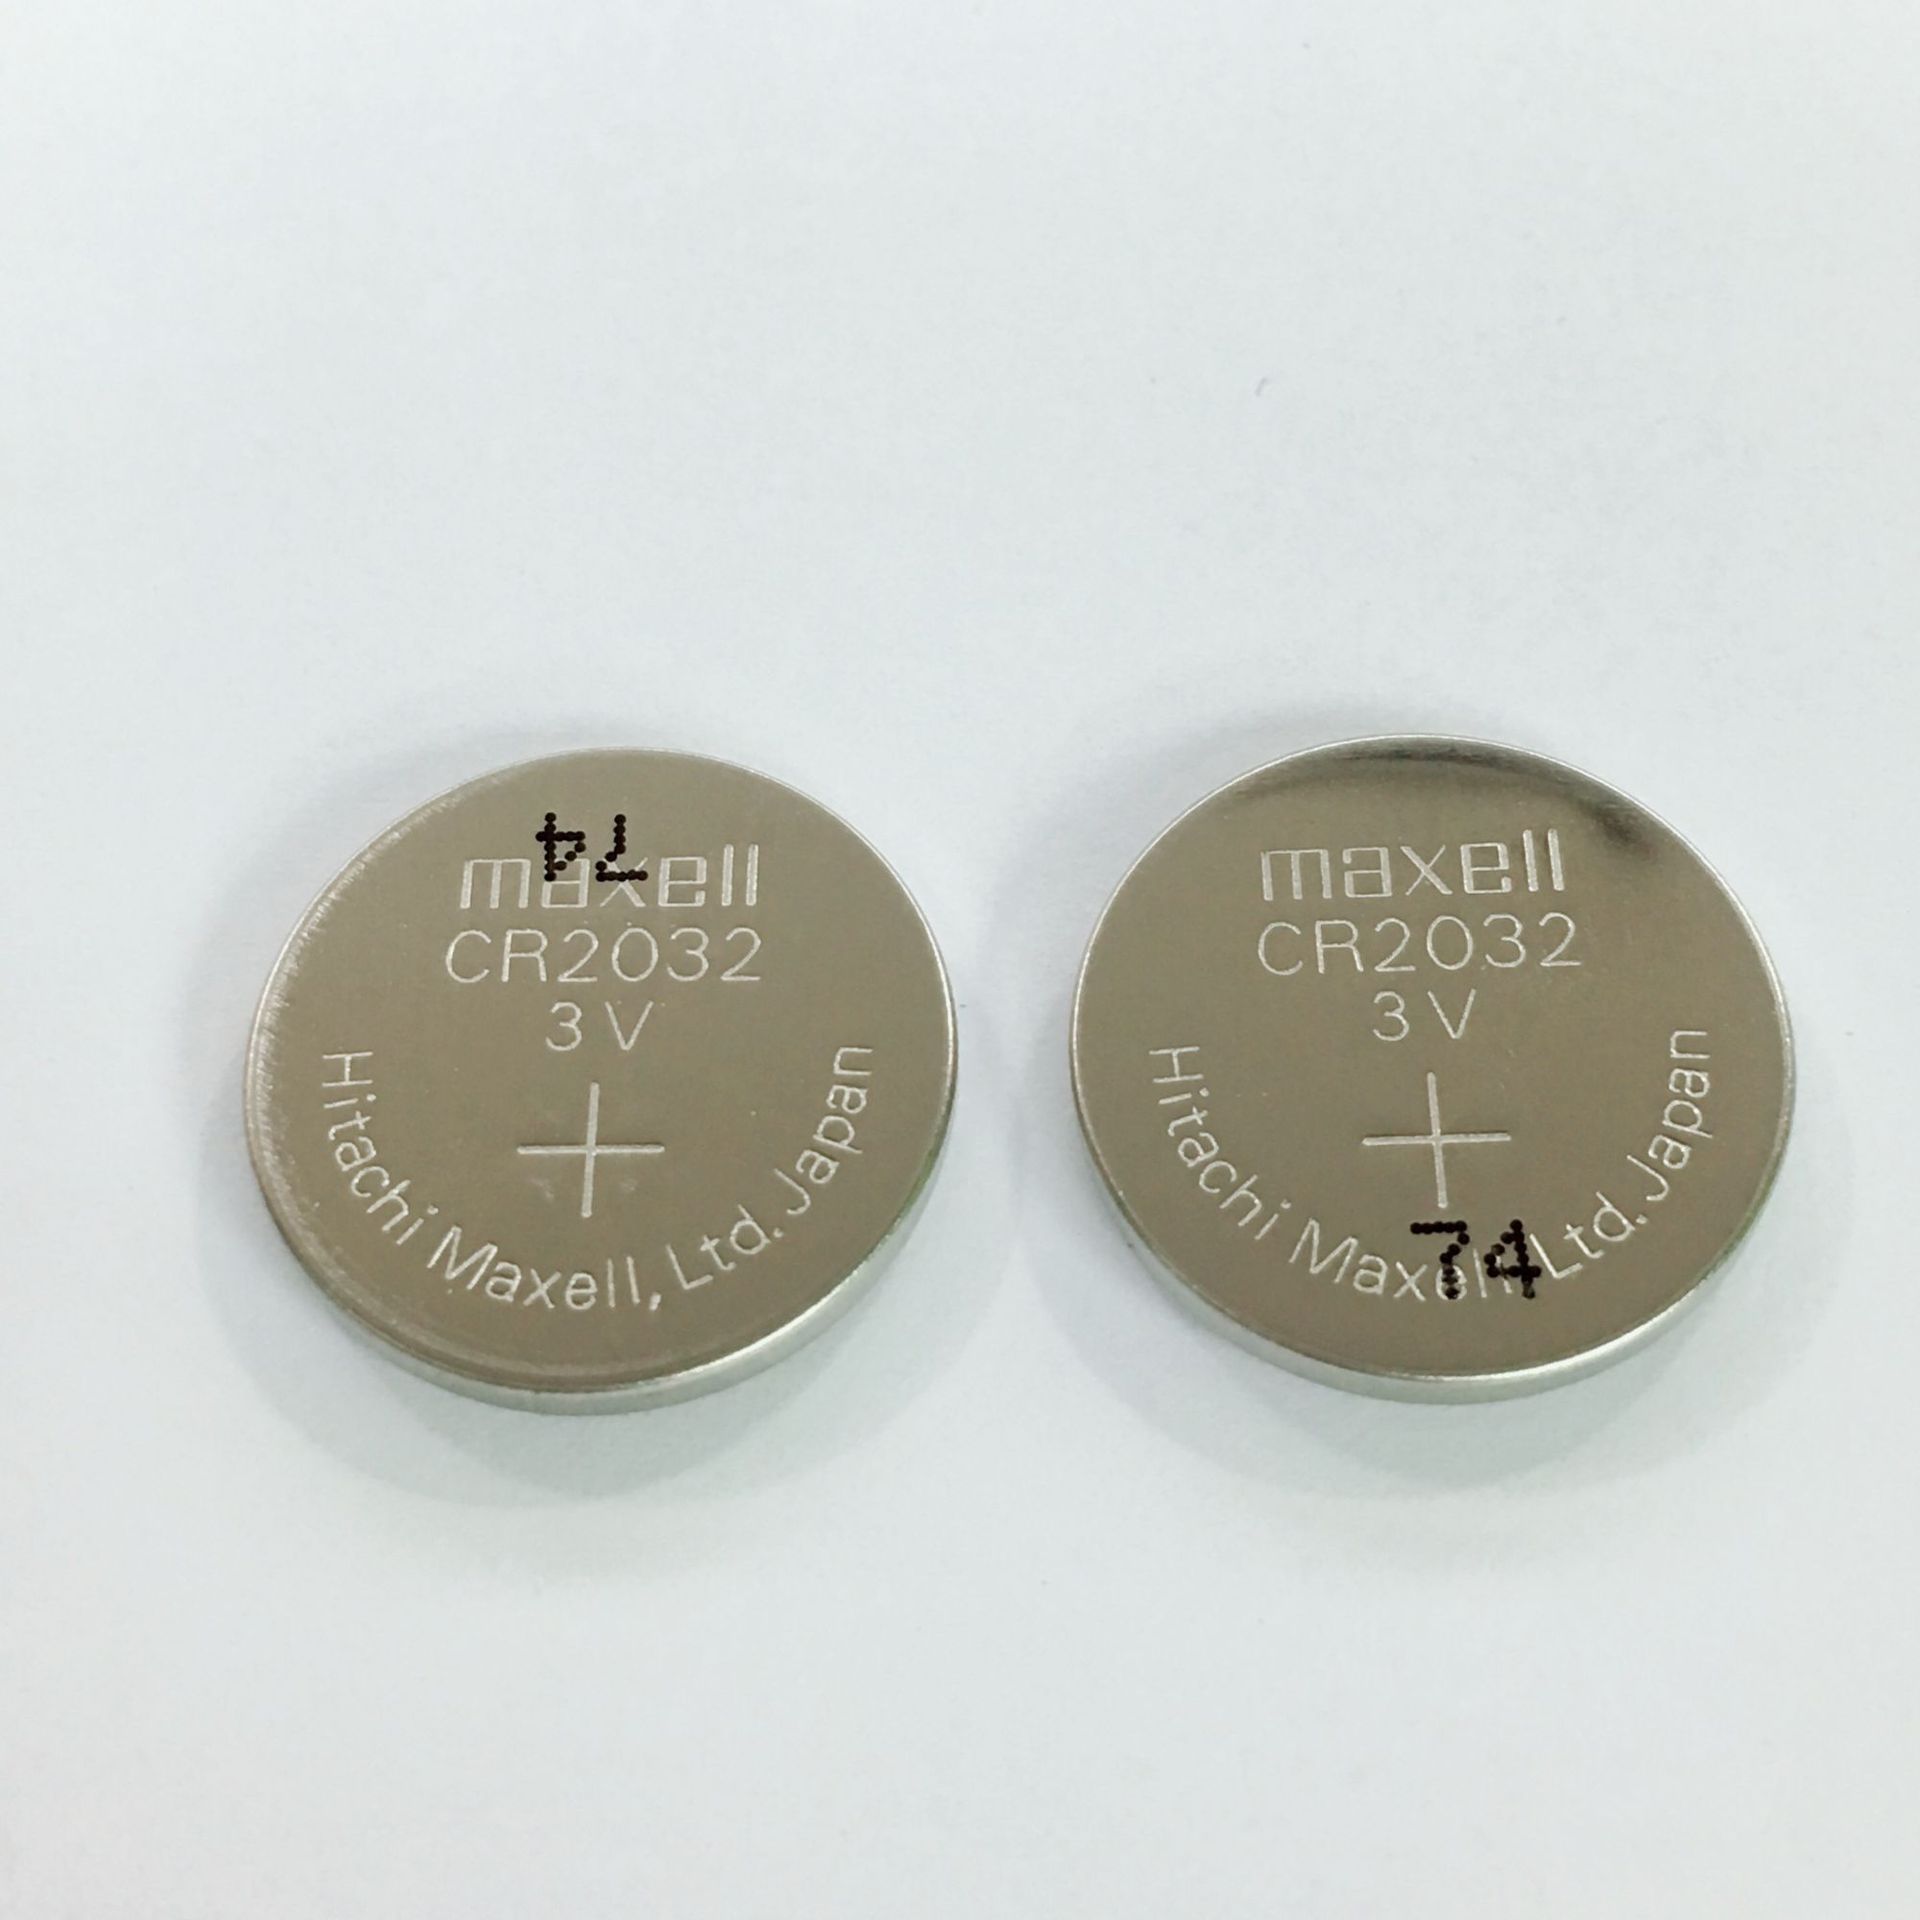 74
maxell
CR2032
3V
+
Hitachi Maxell, Ltd. Japan
maxell
CR2032
3V
+
Hitachi Maxell, Ltd. Japan
74